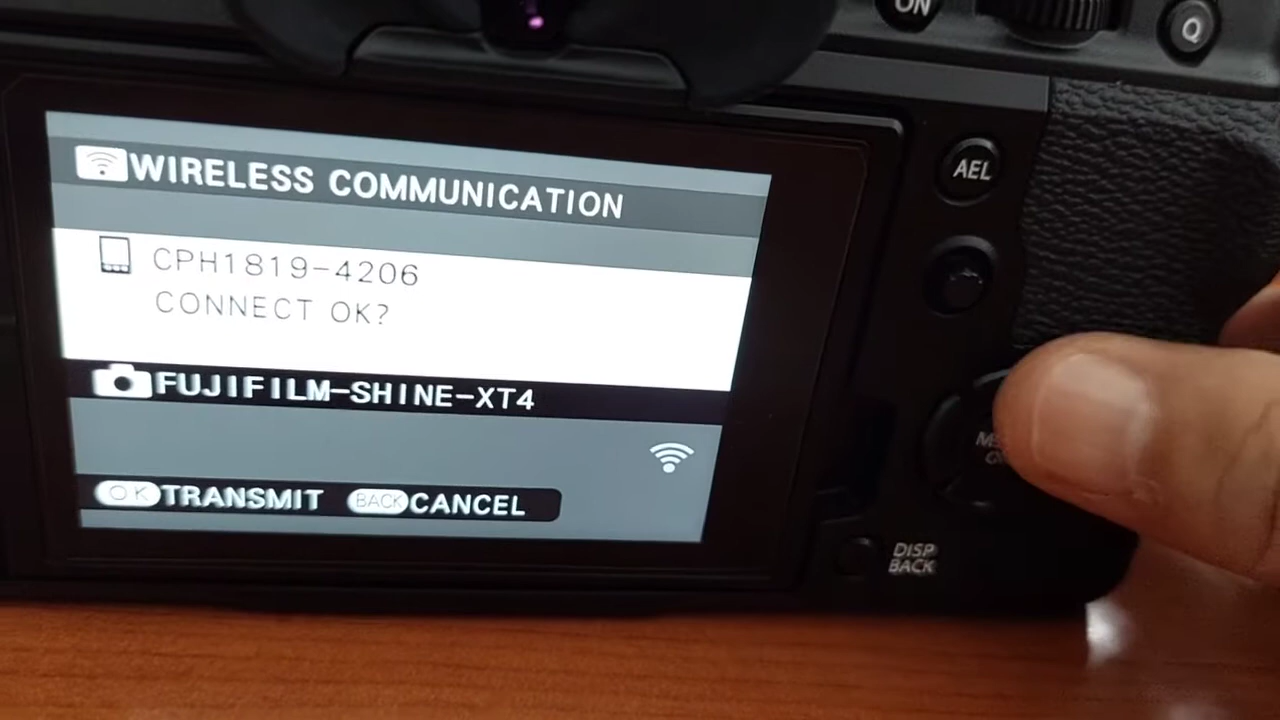 ON
Q
WIRELESS COMMUNICATION
AEL
CPH1819-4206
CONNECT OK?
FUJIFILM-SHINE-XT4
OK TRANSMIT BACK CANCEL
DISP
BACK